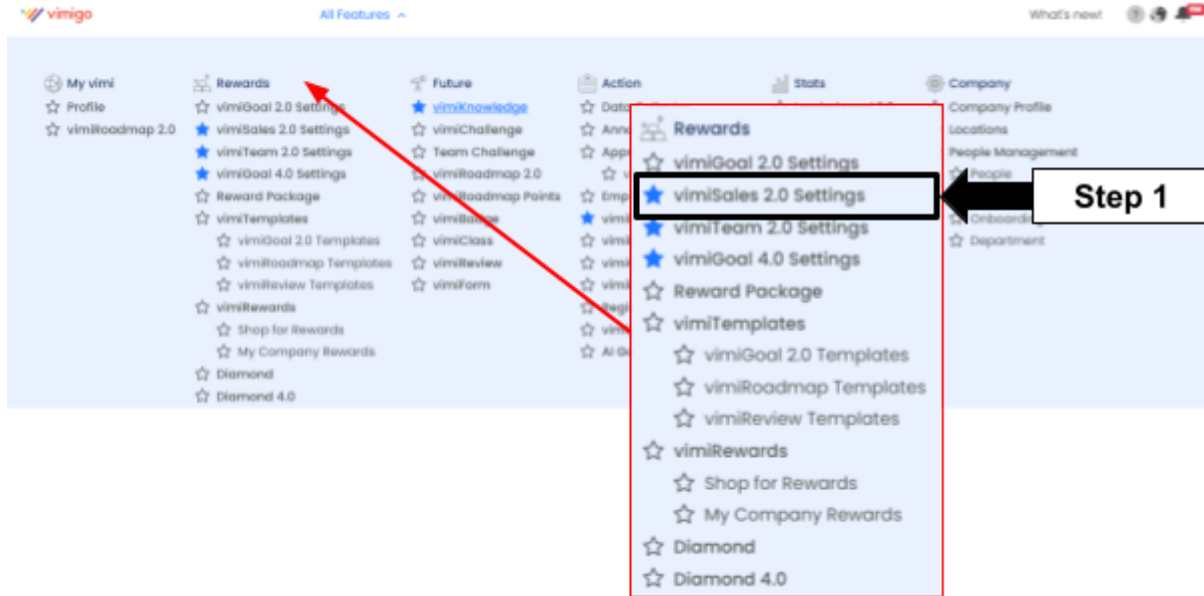 vimigo
All Features
What's new!
My vimi
Profile
vimiRoadmap 2.0
Rewards
vimiGoal 2.0 Settings
vimiSales 2.0 Settings
vimiTeam 2.0 Settings
vimiGoal 4.0 Settings
Reward Package
vimiTemplates
vimiGoal 2.0 Templates
vimiRoadmap Templates
vimiReview Templates
vimiRewards
Shop for Rewards
My Company Rewards
Diamond
Diamond 4.0
Future
vimiKnowledge
vimiChallenge
Team Challenge
vimiRoadmap 2.0
vimiRoadmap Points
vimiBadge
vimiClass
vimiReview
vimiForm
Action
Data
Stats
Company
Company Profile
Locations
People Management
People
Onboarding
Department
Rewards
vimiGoal 2.0 Settings
vimiSales 2.0 Settings
vimiTeam 2.0 Settings
vimiGoal 4.0 Settings
Reward Package
vimiTemplates
vimiGoal 2.0 Templates
vimiRoadmap Templates
vimiReview Templates
vimiRewards
Shop for Rewards
My Company Rewards
Diamond
Diamond 4.0
Step 1